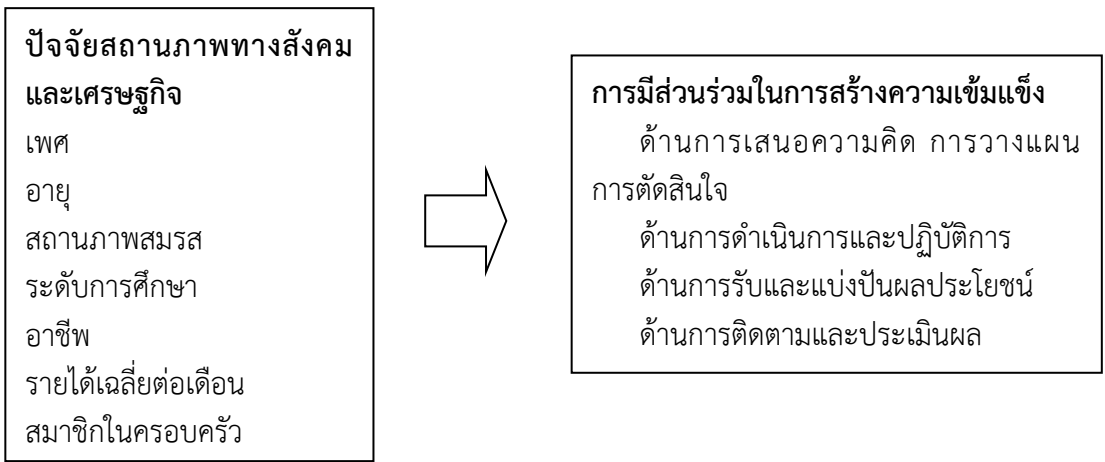 ปัจจัยสถานภาพทางสังคม
และเศรษฐกิจ
เพศ
อายุ
สถานภาพสมรส
ระดับการศึกษา
อาชีพ
รายได้เฉลี่ยต่อเดือน
สมาชิกในครอบครัว
การมีส่วนร่วมในการสร้างความเข้มแข็ง
ด้านการเสนอความคิด การวางแผน
การตัดสินใจ
ด้านการดำเนินการและปฏิบัติการ
ด้านการรับและแบ่งปันผลประโยชน์
ด้านการติดตามและประเมินผล